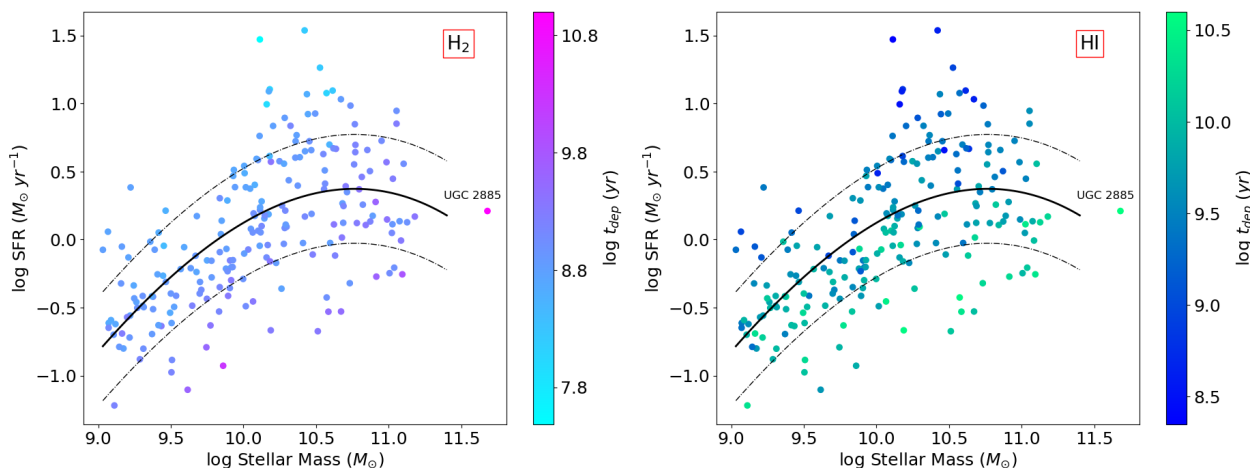 1.5
1.0
0.5
0.0
−0.5
−1.0
log SFR (M⊙ yr⁻¹)
9.0 9.5 10.0 10.5 11.0 11.5
log Stellar Mass (M⊙)
H₂
UGC 2885
10.8
9.8
8.8
7.8
log t_dep (yr)
1.5
1.0
0.5
0.0
−0.5
−1.0
log SFR (M⊙ yr⁻¹)
9.0 9.5 10.0 10.5 11.0 11.5
log Stellar Mass (M⊙)
HI
UGC 2885
10.0
9.5
9.0
8.5
log t_dep (yr)